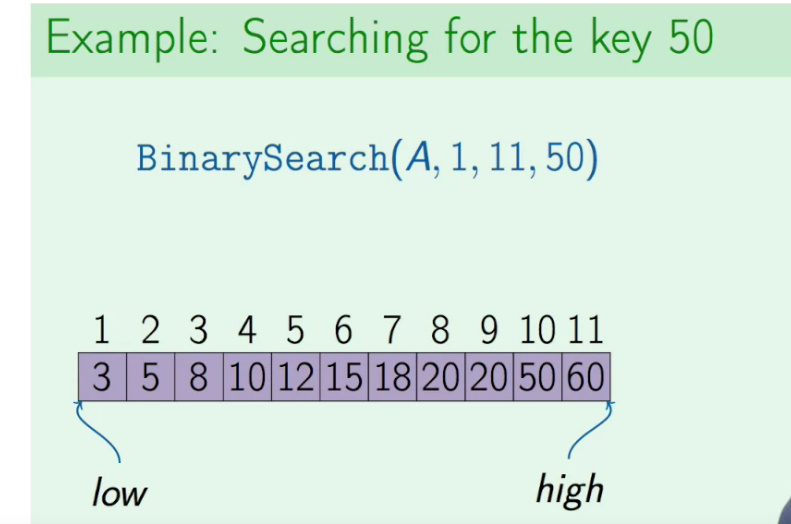 Example: Searching for the key 50
BinarySearch(A, 1, 11, 50)
1 2 3 4 5 6 7 8 9 10 11
3 5 8 10 12 15 18 20 20 50 60
low high